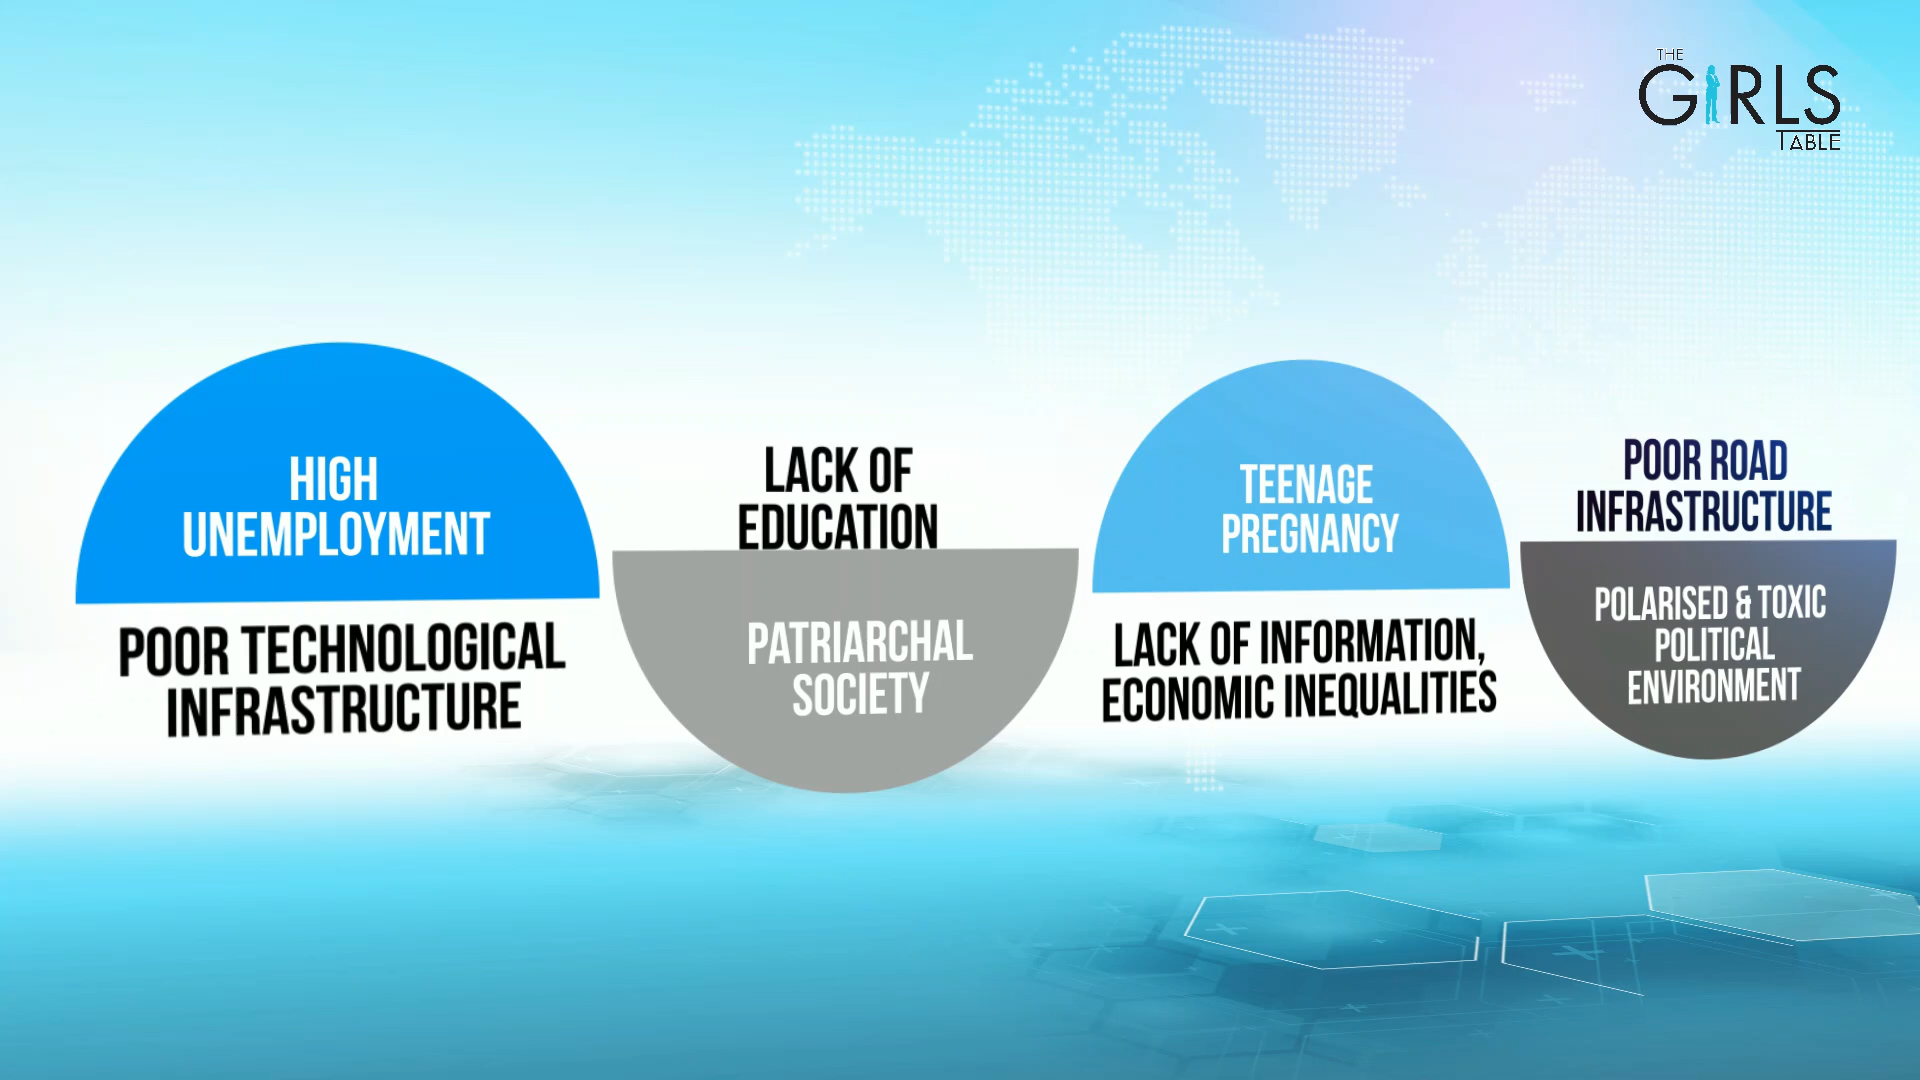 THE
GIRLS
TABLE
HIGH
UNEMPLOYMENT
POOR TECHNOLOGICAL
INFRASTRUCTURE
LACK OF
EDUCATION
PATRIARCHAL
SOCIETY
TEENAGE
PREGNANCY
LACK OF INFORMATION,
ECONOMIC INEQUALITIES
POOR ROAD
INFRASTRUCTURE
POLARISED & TOXIC
POLITICAL
ENVIRONMENT